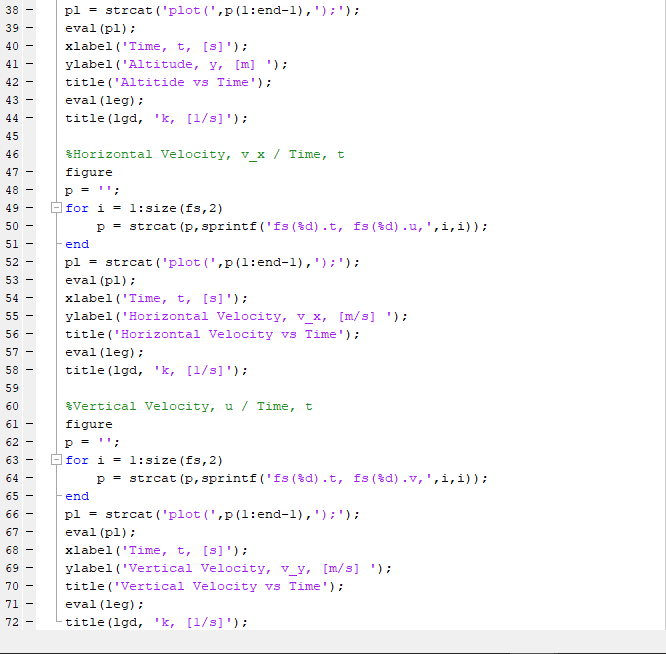 38 – pl = strcat('plot(',p(1:end-1),');');
39 – eval(pl);
40 – xlabel('Time, t, [s]');
41 – ylabel('Altitude, y, [m] ');
42 – title('Altitide vs Time');
43 – eval(leg);
44 – title(lgd, 'k, [1/s]');
45
46 %Horizontal Velocity, v_x / Time, t
47 – figure
48 – p = '';
49 – for i = 1:size(fs,2)
50 – p = strcat(p,sprintf('fs(%d).t, fs(%d).u,',i,i));
51 – end
52 – pl = strcat('plot(',p(1:end-1),');');
53 – eval(pl);
54 – xlabel('Time, t, [s]');
55 – ylabel('Horizontal Velocity, v_x, [m/s] ');
56 – title('Horizontal Velocity vs Time');
57 – eval(leg);
58 – title(lgd, 'k, [1/s]');
59
60 %Vertical Velocity, u / Time, t
61 – figure
62 – p = '';
63 – for i = 1:size(fs,2)
64 – p = strcat(p,sprintf('fs(%d).t, fs(%d).v,',i,i));
65 – end
66 – pl = strcat('plot(',p(1:end-1),');');
67 – eval(pl);
68 – xlabel('Time, t, [s]');
69 – ylabel('Vertical Velocity, v_y, [m/s] ');
70 – title('Vertical Velocity vs Time');
71 – eval(leg);
72 – title(lgd, 'k, [1/s]');